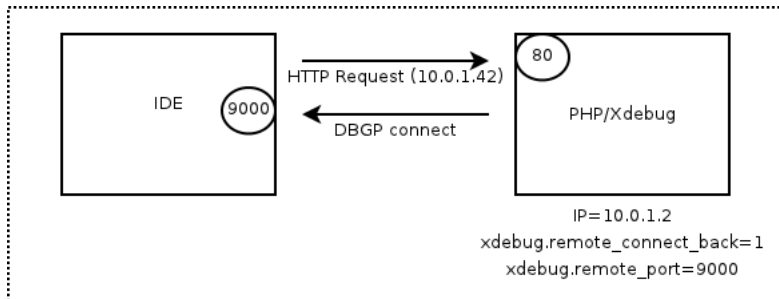 IDE
9000
HTTP Request (10.0.1.42)
DBGP connect
80
PHP/Xdebug
IP=10.0.1.2
xdebug.remote_connect_back=1
xdebug.remote_port=9000